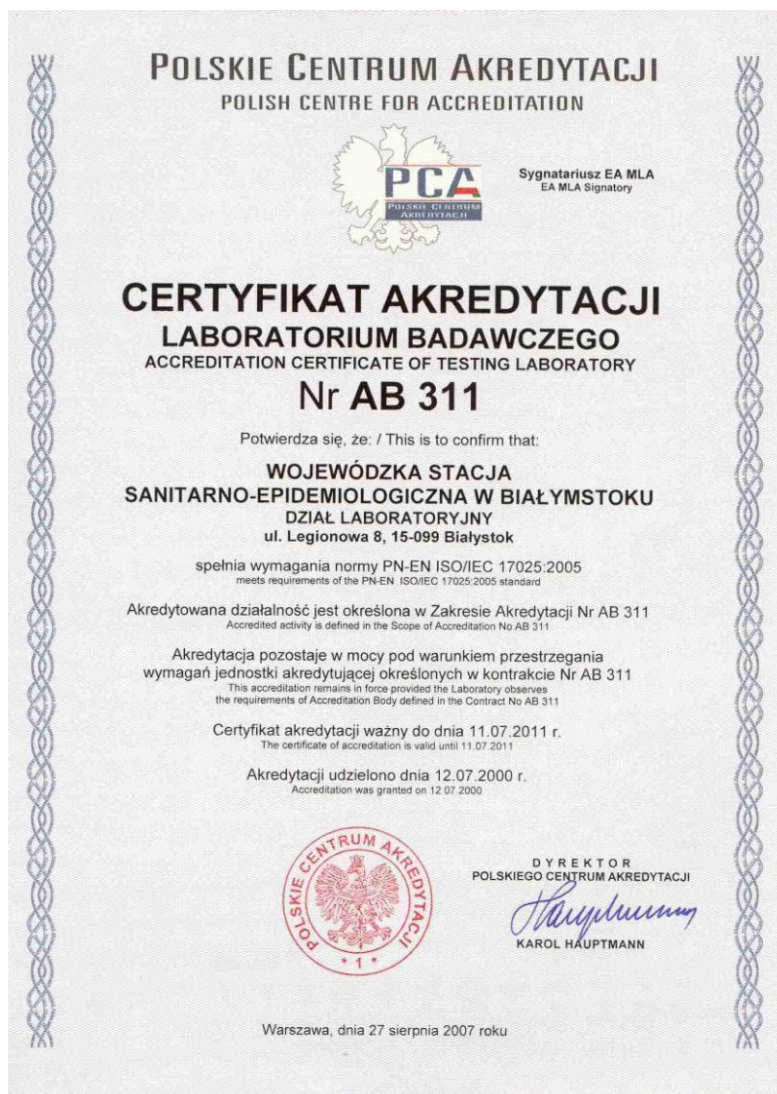 POLSKIE CENTRUM AKREDYTACJI
POLISH CENTRE FOR ACCREDITATION
PCA
POLSKIE CENTRUM
AKREDYTACJI
Sygnatariusz EA MLA
EA MLA Signatory
CERTYFIKAT AKREDYTACJI
LABORATORIUM BADAWCZEGO
ACCREDITATION CERTIFICATE OF TESTING LABORATORY
Nr AB 311
Potwierdza się, że: / This is to confirm that:
WOJEWÓDZKA STACJA
SANITARNO-EPIDEMIOLOGICZNA W BIAŁYMSTOKU
DZIAŁ LABORATORYJNY
ul. Legionowa 8, 15-099 Białystok
spełnia wymagania normy PN-EN ISO/IEC 17025:2005
meets requirements of the PN-EN ISO/IEC 17025:2005 standard
Akredytowana działalność jest określona w Zakresie Akredytacji Nr AB 311
Accredited activity is defined in the Scope of Accreditation No AB 311
Akredytacja pozostaje w mocy pod warunkiem przestrzegania
wymagań jednostki akredytującej określonych w kontrakcie Nr AB 311
This accreditation remains in force provided the Laboratory observes
the requirements of Accreditation Body defined in the Contract No AB 311
Certyfikat akredytacji ważny do dnia 11.07.2011 r.
The certificate of accreditation is valid until 11.07.2011
Akredytacji udzielono dnia 12.07.2000 r.
Accreditation was granted on 12.07.2000
POLSKIE CENTRUM AKREDYTACJI
* 1 *
DYREKTOR
POLSKIEGO CENTRUM AKREDYTACJI
Hauptmann
KAROL HAUPTMANN
Warszawa, dnia 27 sierpnia 2007 roku